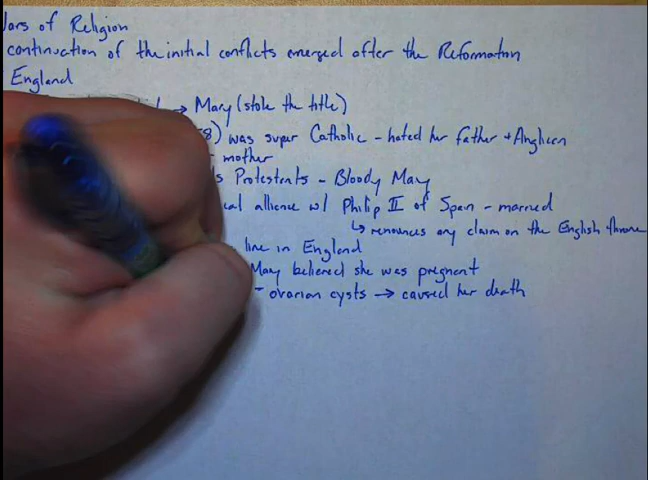 of Religion
continuation of the initial conflicts emerged after the Reformation
England
→ Mary (stole the title)
8) was super Catholic - hated her father + Anglican
- mother
s Protestants - Bloody Mary
cal alliance w/ Philip II of Spain - married
↳ renounces any claim on the English throne
line in England
Mary believed she was pregnant
- ovarian cysts → caused her death